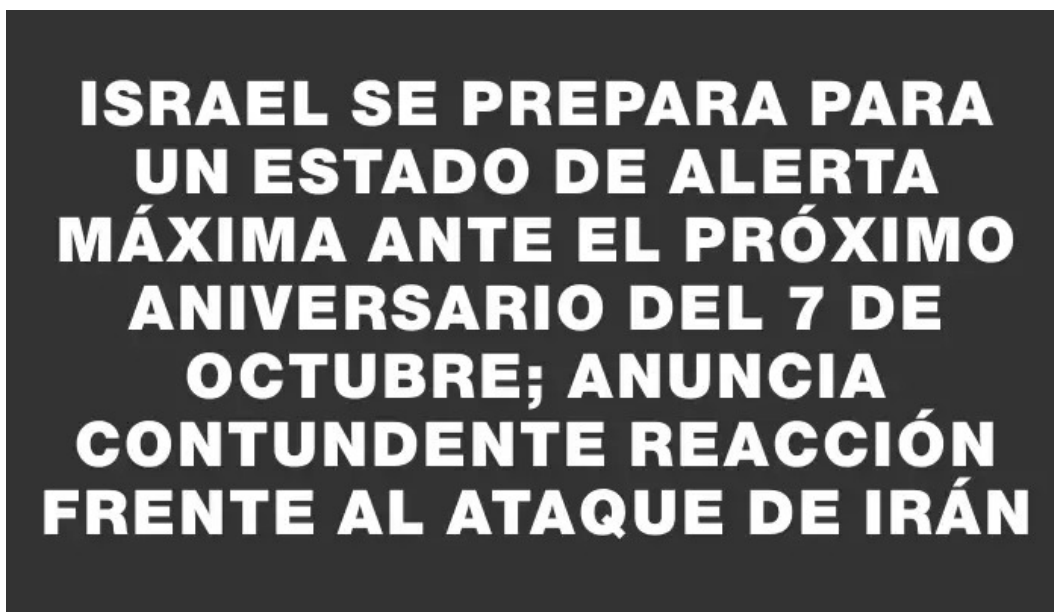 ISRAEL SE PREPARA PARA
UN ESTADO DE ALERTA
MÁXIMA ANTE EL PRÓXIMO
ANIVERSARIO DEL 7 DE
OCTUBRE; ANUNCIA
CONTUNDENTE REACCIÓN
FRENTE AL ATAQUE DE IRÁN